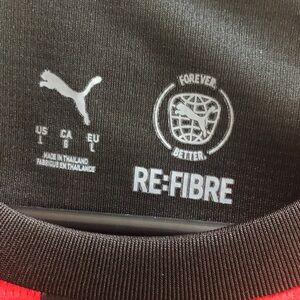 FOREVER.
BETTER.
US CA EU
L G L
MADE IN THAILAND
FABRIQUÉ EN THAÏLANDE
RE:FIBRE